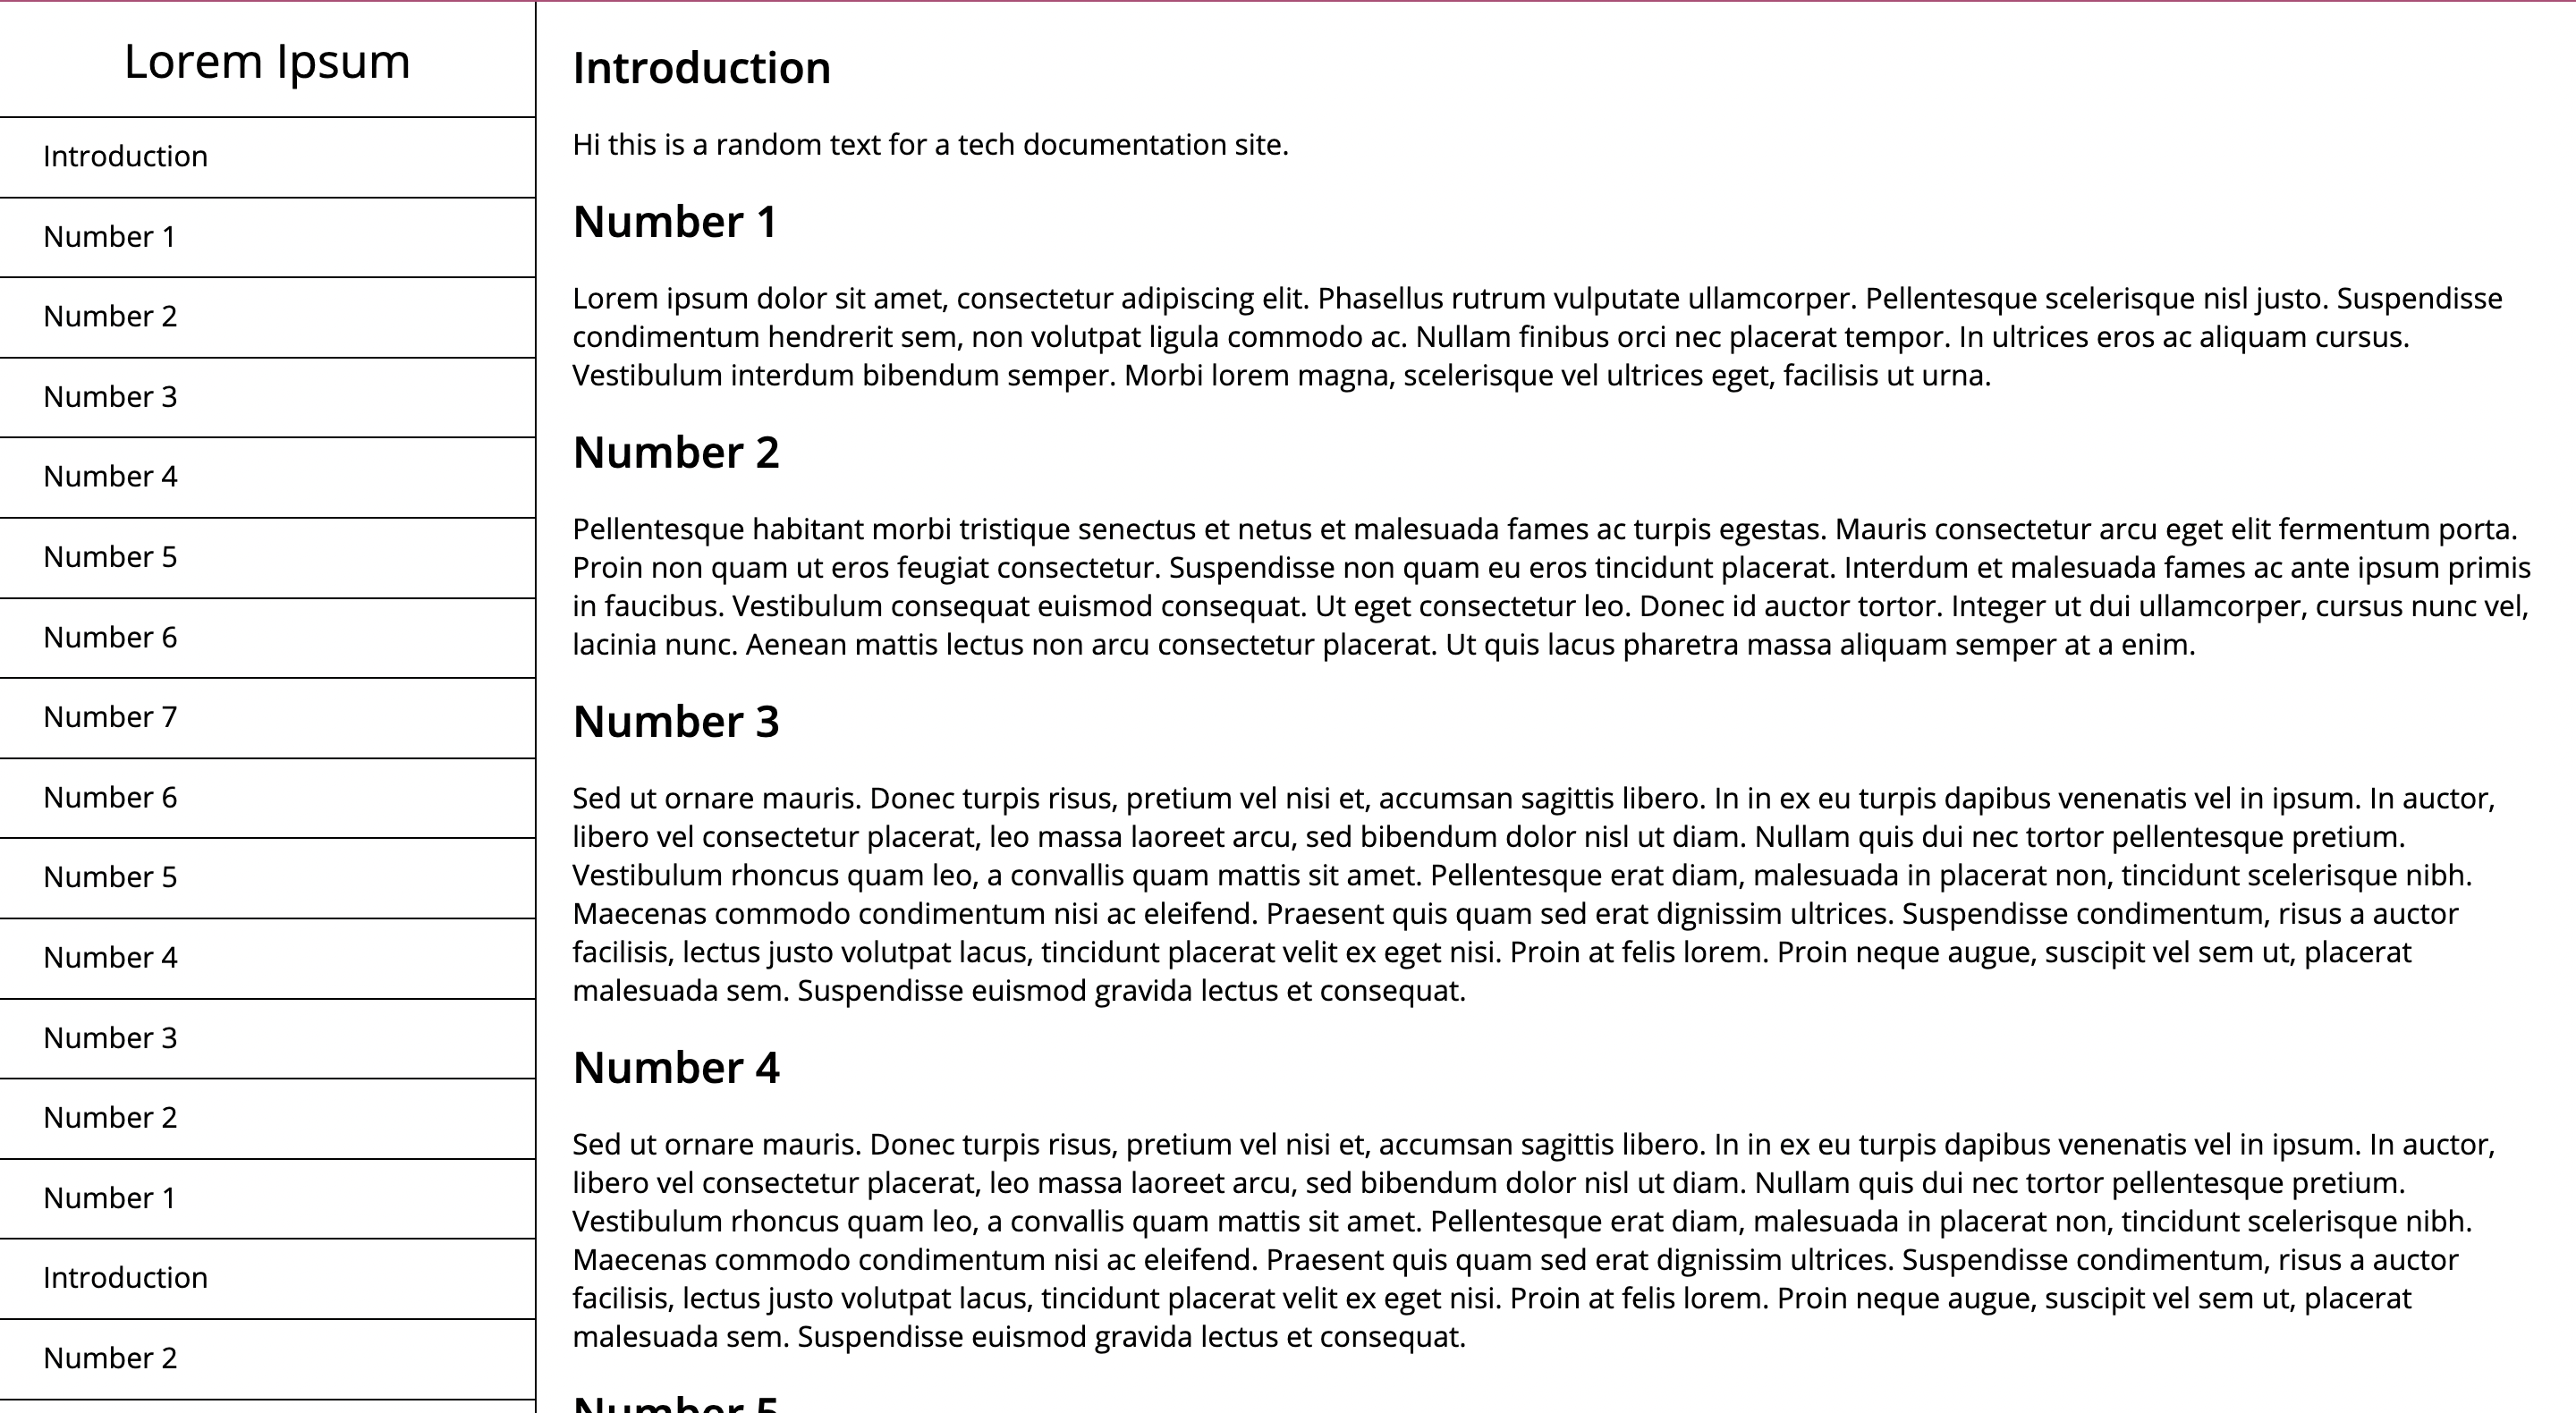 Lorem Ipsum
Introduction
Number 1
Number 2
Number 3
Number 4
Number 5
Number 6
Number 7
Number 6
Number 5
Number 4
Number 3
Number 2
Number 1
Introduction
Number 2
Introduction
Hi this is a random text for a tech documentation site.
Number 1
Lorem ipsum dolor sit amet, consectetur adipiscing elit. Phasellus rutrum vulputate ullamcorper. Pellentesque scelerisque nisl justo. Suspendisse
condimentum hendrerit sem, non volutpat ligula commodo ac. Nullam finibus orci nec placerat tempor. In ultrices eros ac aliquam cursus.
Vestibulum interdum bibendum semper. Morbi lorem magna, scelerisque vel ultrices eget, facilisis ut urna.
Number 2
Pellentesque habitant morbi tristique senectus et netus et malesuada fames ac turpis egestas. Mauris consectetur arcu eget elit fermentum porta.
Proin non quam ut eros feugiat consectetur. Suspendisse non quam eu eros tincidunt placerat. Interdum et malesuada fames ac ante ipsum primis
in faucibus. Vestibulum consequat euismod consequat. Ut eget consectetur leo. Donec id auctor tortor. Integer ut dui ullamcorper, cursus nunc vel,
lacinia nunc. Aenean mattis lectus non arcu consectetur placerat. Ut quis lacus pharetra massa aliquam semper at a enim.
Number 3
Sed ut ornare mauris. Donec turpis risus, pretium vel nisi et, accumsan sagittis libero. In in ex eu turpis dapibus venenatis vel in ipsum. In auctor,
libero vel consectetur placerat, leo massa laoreet arcu, sed bibendum dolor nisl ut diam. Nullam quis dui nec tortor pellentesque pretium.
Vestibulum rhoncus quam leo, a convallis quam mattis sit amet. Pellentesque erat diam, malesuada in placerat non, tincidunt scelerisque nibh.
Maecenas commodo condimentum nisi ac eleifend. Praesent quis quam sed erat dignissim ultrices. Suspendisse condimentum, risus a auctor
facilisis, lectus justo volutpat lacus, tincidunt placerat velit ex eget nisi. Proin at felis lorem. Proin neque augue, suscipit vel sem ut, placerat
malesuada sem. Suspendisse euismod gravida lectus et consequat.
Number 4
Sed ut ornare mauris. Donec turpis risus, pretium vel nisi et, accumsan sagittis libero. In in ex eu turpis dapibus venenatis vel in ipsum. In auctor,
libero vel consectetur placerat, leo massa laoreet arcu, sed bibendum dolor nisl ut diam. Nullam quis dui nec tortor pellentesque pretium.
Vestibulum rhoncus quam leo, a convallis quam mattis sit amet. Pellentesque erat diam, malesuada in placerat non, tincidunt scelerisque nibh.
Maecenas commodo condimentum nisi ac eleifend. Praesent quis quam sed erat dignissim ultrices. Suspendisse condimentum, risus a auctor
facilisis, lectus justo volutpat lacus, tincidunt placerat velit ex eget nisi. Proin at felis lorem. Proin neque augue, suscipit vel sem ut, placerat
malesuada sem. Suspendisse euismod gravida lectus et consequat.
Number 5